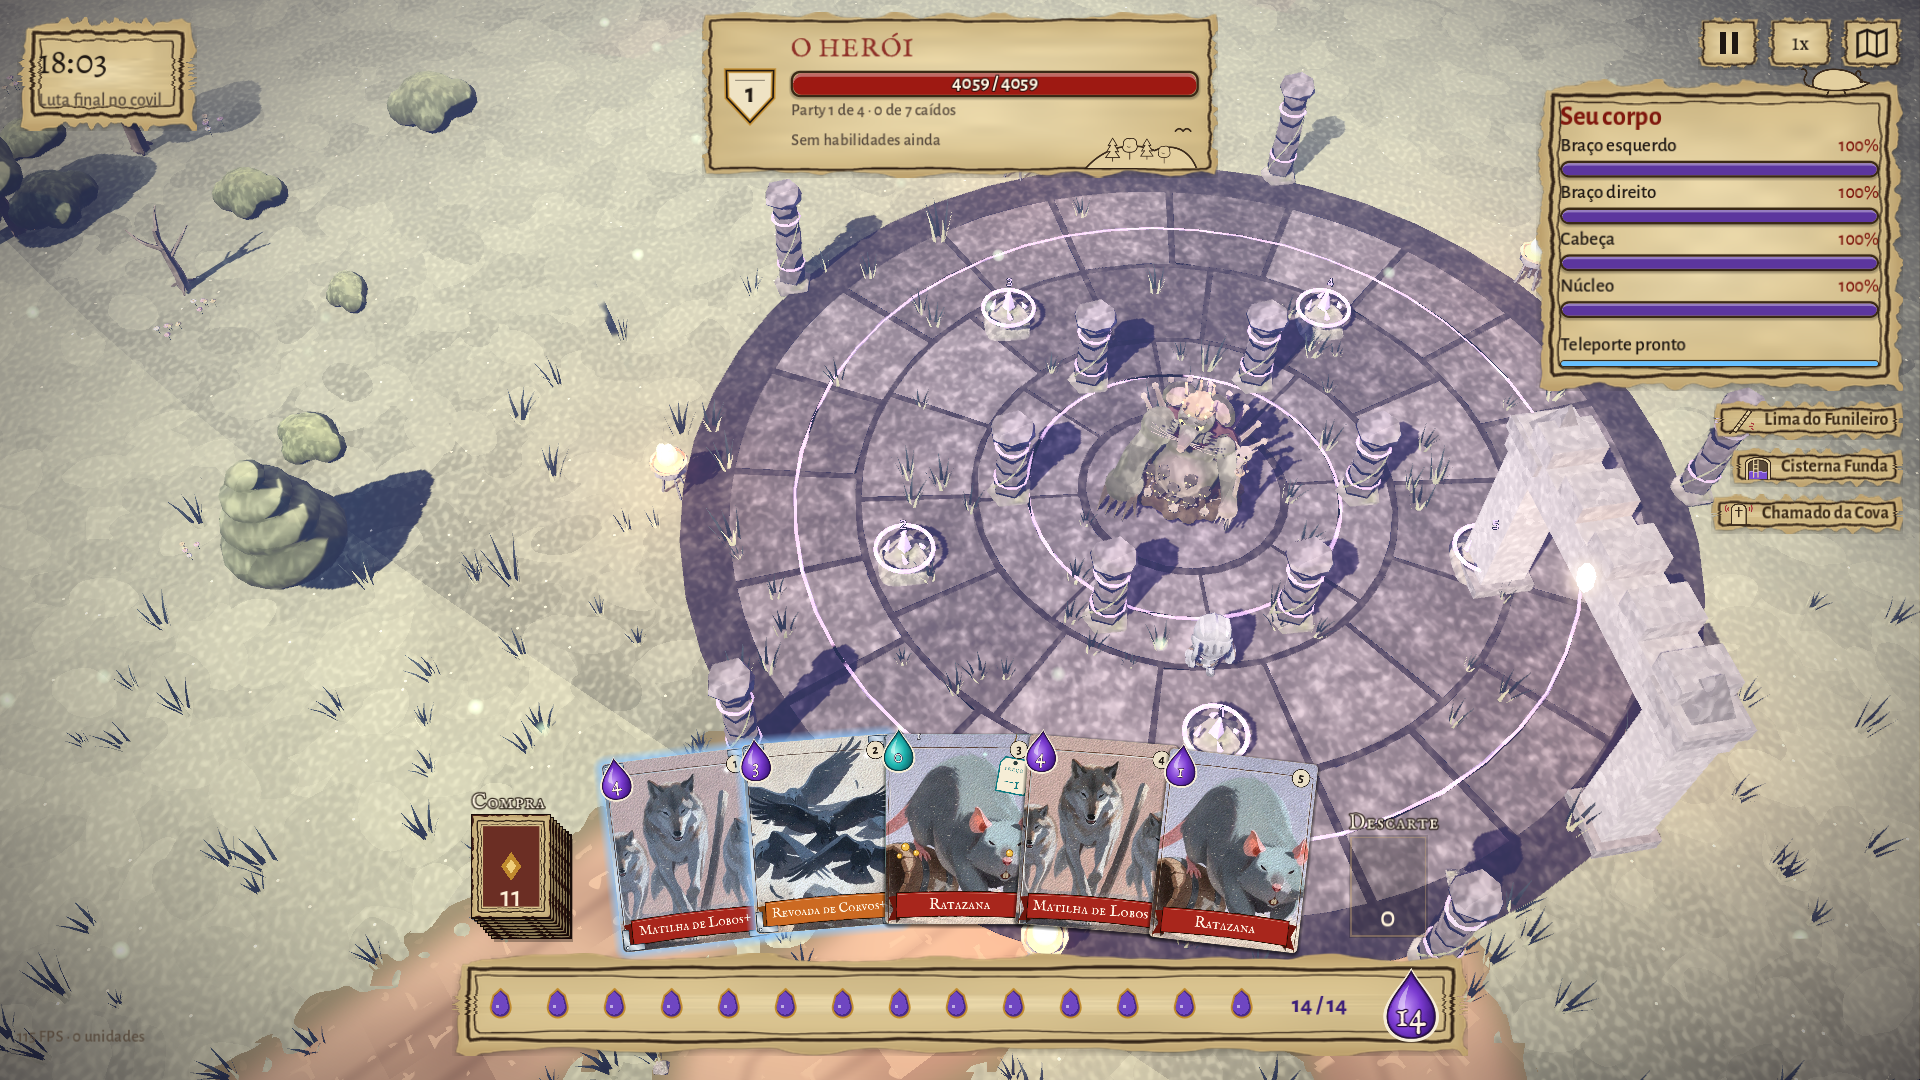 18:03
Luta final no covil
O HERÓI
1
4059/4059
Party 1 de 4 · 0 de 7 caídos
Sem habilidades ainda
1x
Seu corpo
Braço esquerdo 100%
Braço direito 100%
Cabeça 100%
Núcleo 100%
Teleporte pronto
Lima do Funileiro
Cisterna Funda
Chamado da Cova
Compra
11
4
1
Matilha de Lobos+
3
2
Revoada de Corvos+
0
3
-1
Ratazana
4
4
Matilha de Lobos
1
5
Ratazana
Descarte
0
14/14
14
115 FPS · 0 unidades